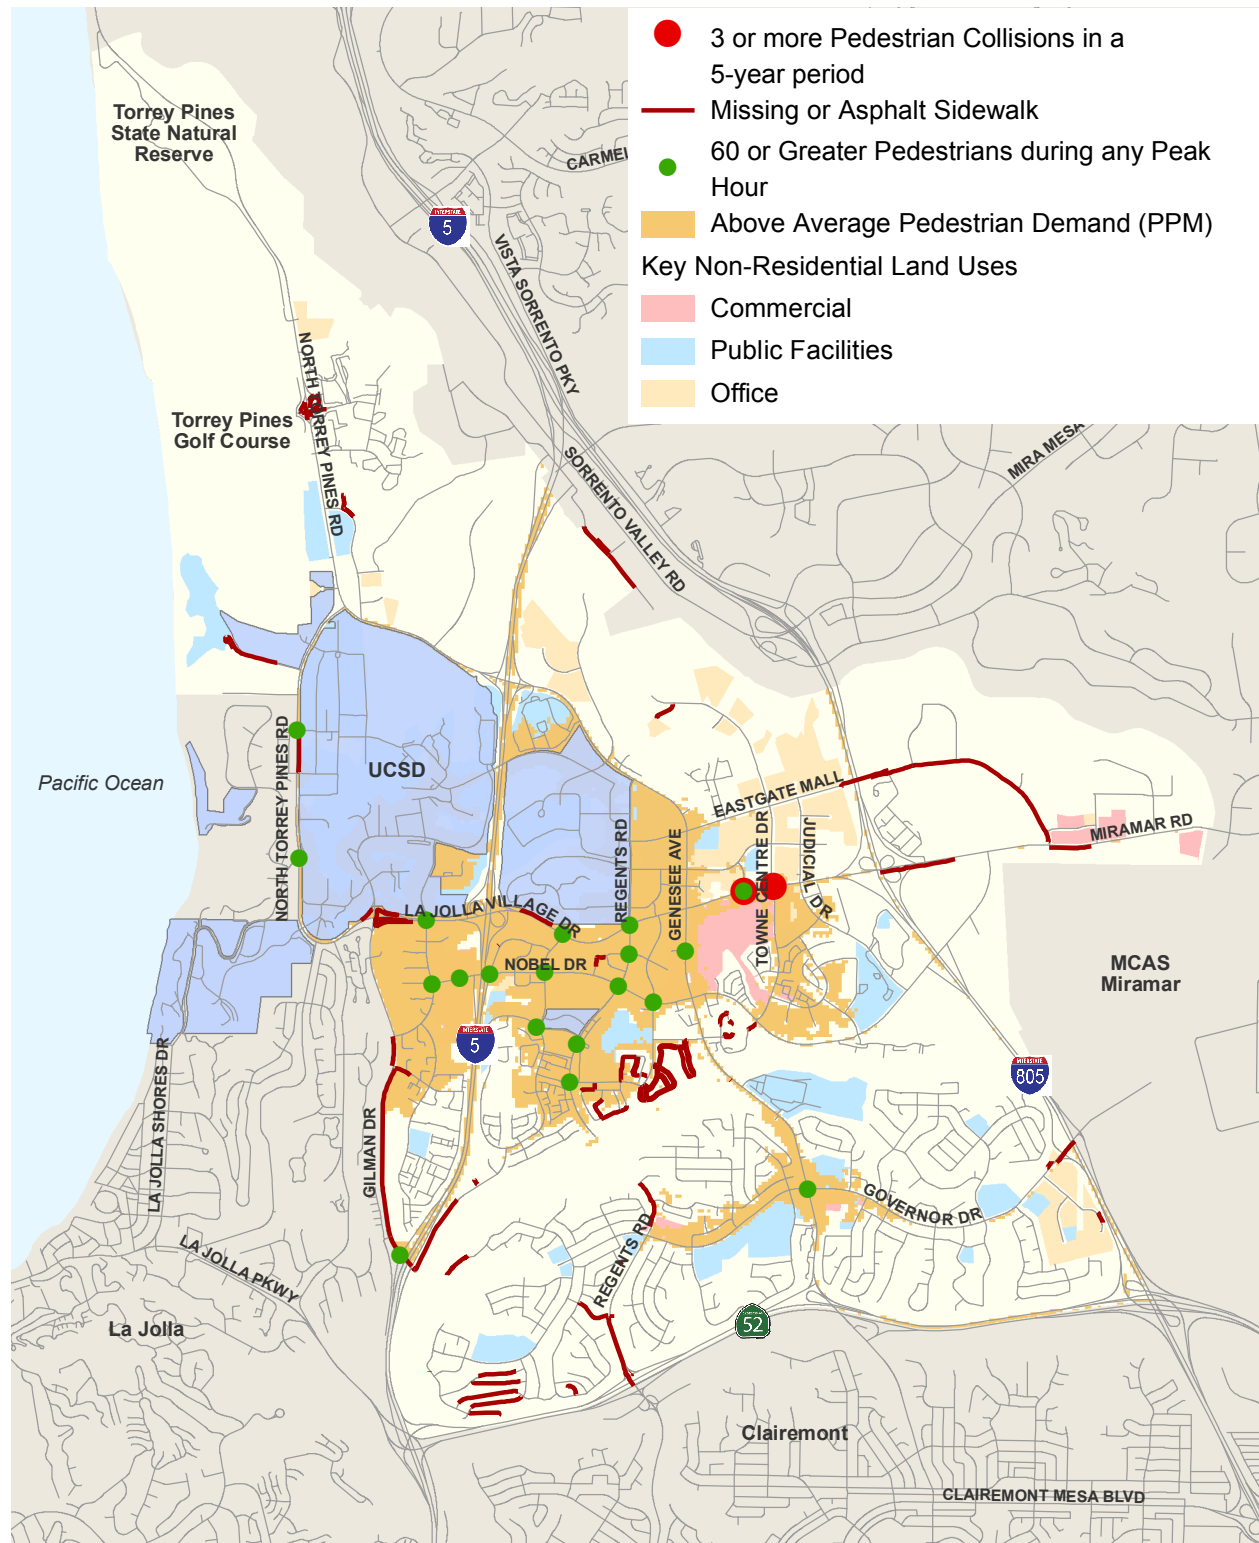 3 or more Pedestrian Collisions in a
5-year period
Missing or Asphalt Sidewalk
60 or Greater Pedestrians during any Peak
Hour
Above Average Pedestrian Demand (PPM)
Key Non-Residential Land Uses
Commercial
Public Facilities
Office
Torrey Pines
State Natural
Reserve
CARMEL
INTERSTATE
5
VISTA SORRENTO PKY
NORTH TORREY PINES RD
Torrey Pines
Golf Course
MIRA MESA
SORRENTO VALLEY RD
NORTH TORREY PINES RD
UCSD
Pacific Ocean
EASTGATE MALL
MIRAMAR RD
REGENTS RD
GENESEE AVE
TOWNE CENTRE DR
JUDICIAL DR
LA JOLLA VILLAGE DR
NOBEL DR
MCAS
Miramar
INTERSTATE
5
INTERSTATE
805
LA JOLLA SHORES DR
GILMAN DR
GOVERNOR DR
REGENTS RD
LA JOLLA PKWY
La Jolla
52
Clairemont
CLAIREMONT MESA BLVD